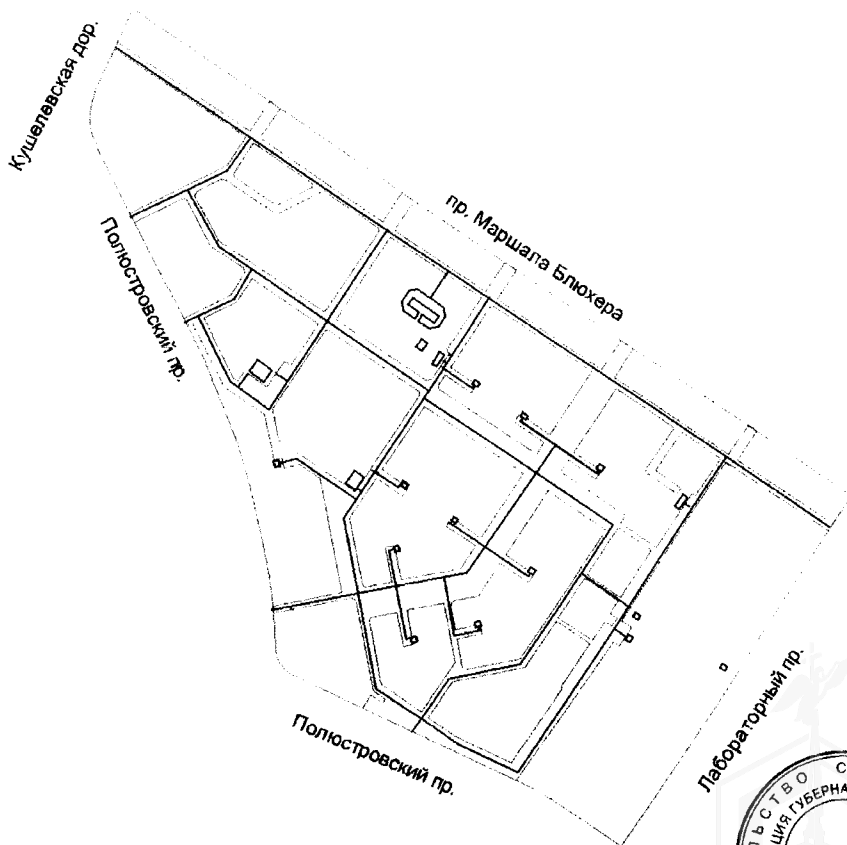 Кушелевская дор.
пр. Маршала Блюхера
Полюстровский пр.
Полюстровский пр.
Лабораторный пр.